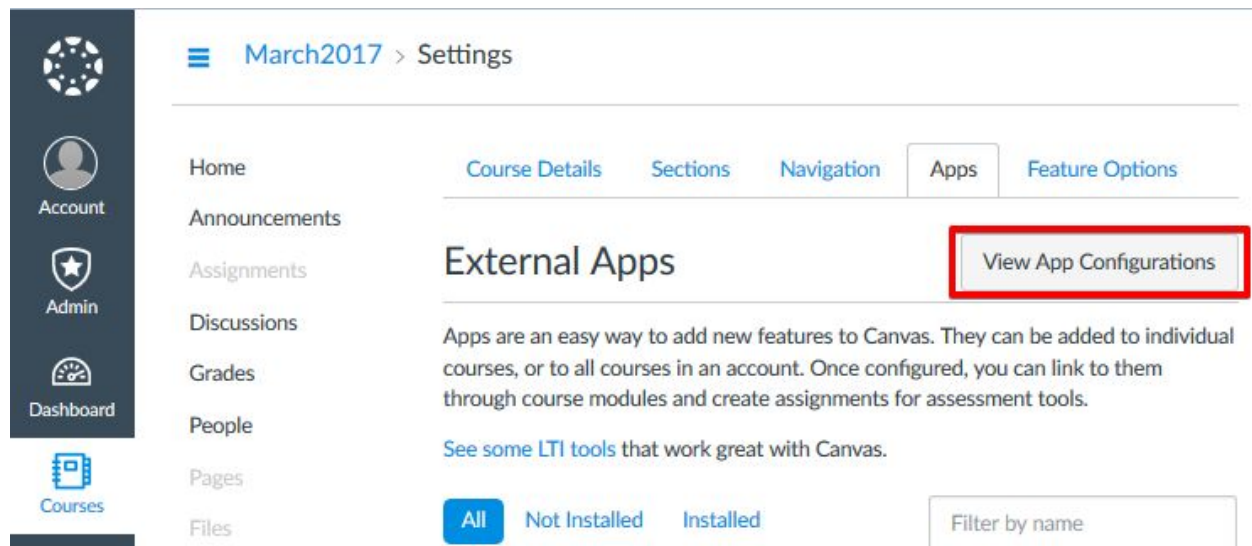 March2017 > Settings
Account
Admin
Dashboard
Courses
Home
Announcements
Assignments
Discussions
Grades
People
Pages
Files
Course Details Sections Navigation Apps Feature Options
External Apps
View App Configurations
Apps are an easy way to add new features to Canvas. They can be added to individual
courses, or to all courses in an account. Once configured, you can link to them
through course modules and create assignments for assessment tools.
See some LTI tools that work great with Canvas.
All Not Installed Installed
Filter by name